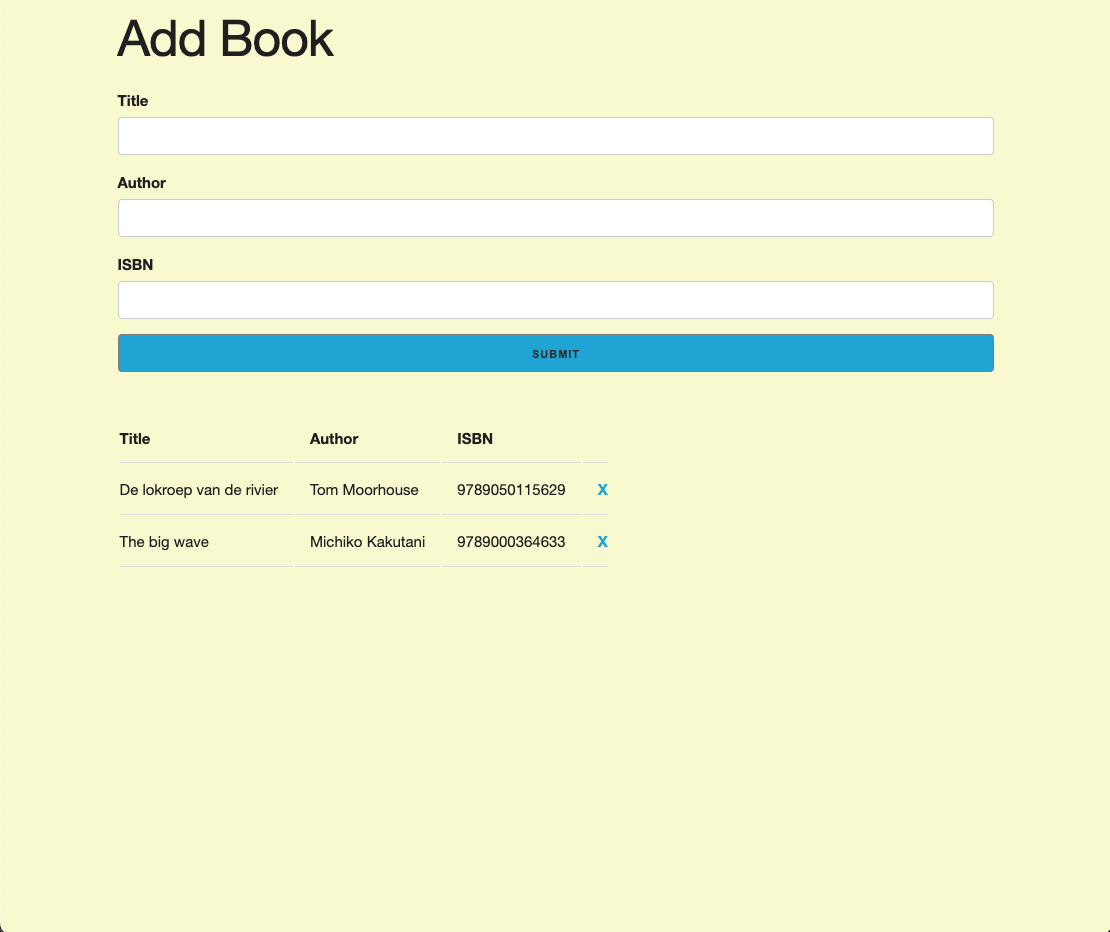 Add Book
Title
Author
ISBN
SUBMIT
Title Author ISBN
De lokroep van de rivier Tom Moorhouse 9789050115629 X
The big wave Michiko Kakutani 9789000364633 X